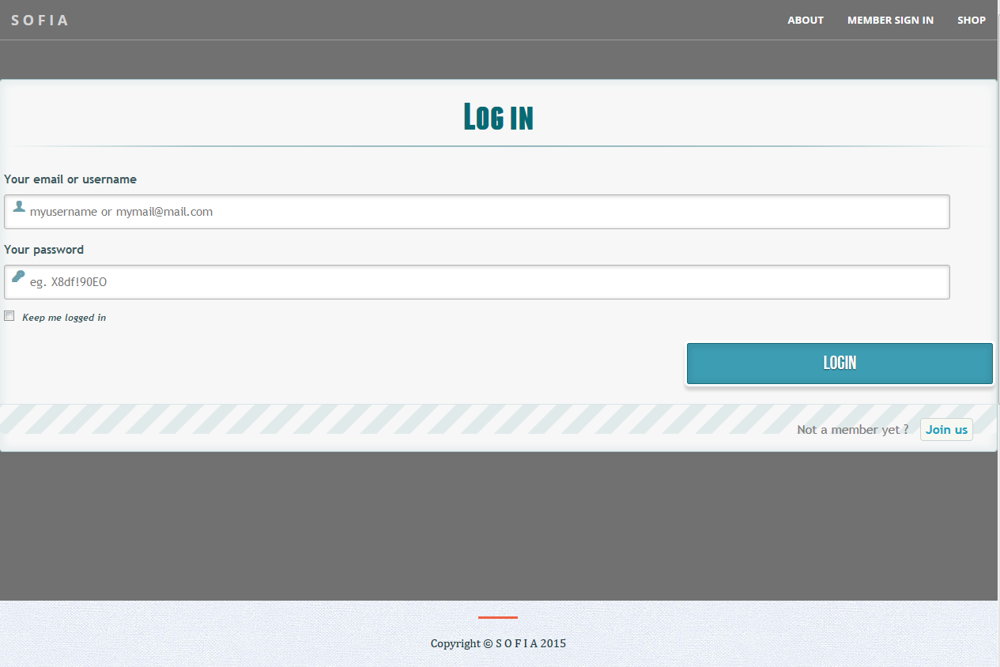 S O F I A
ABOUT MEMBER SIGN IN SHOP
Log in
Your email or username
myusername or mymail@mail.com
Your password
eg. X8df!90EO
Keep me logged in
LOGIN
Not a member yet ? Join us
Copyright © S O F I A 2015